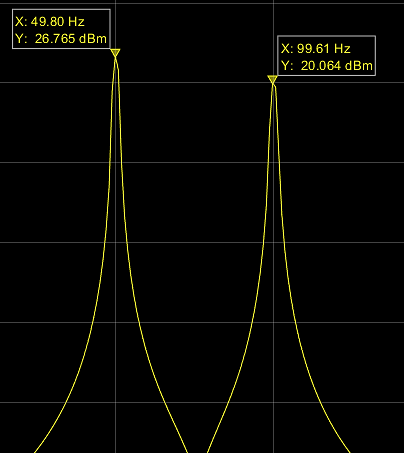 X: 49.80 Hz
Y: 26.765 dBm
X: 99.61 Hz
Y: 20.064 dBm